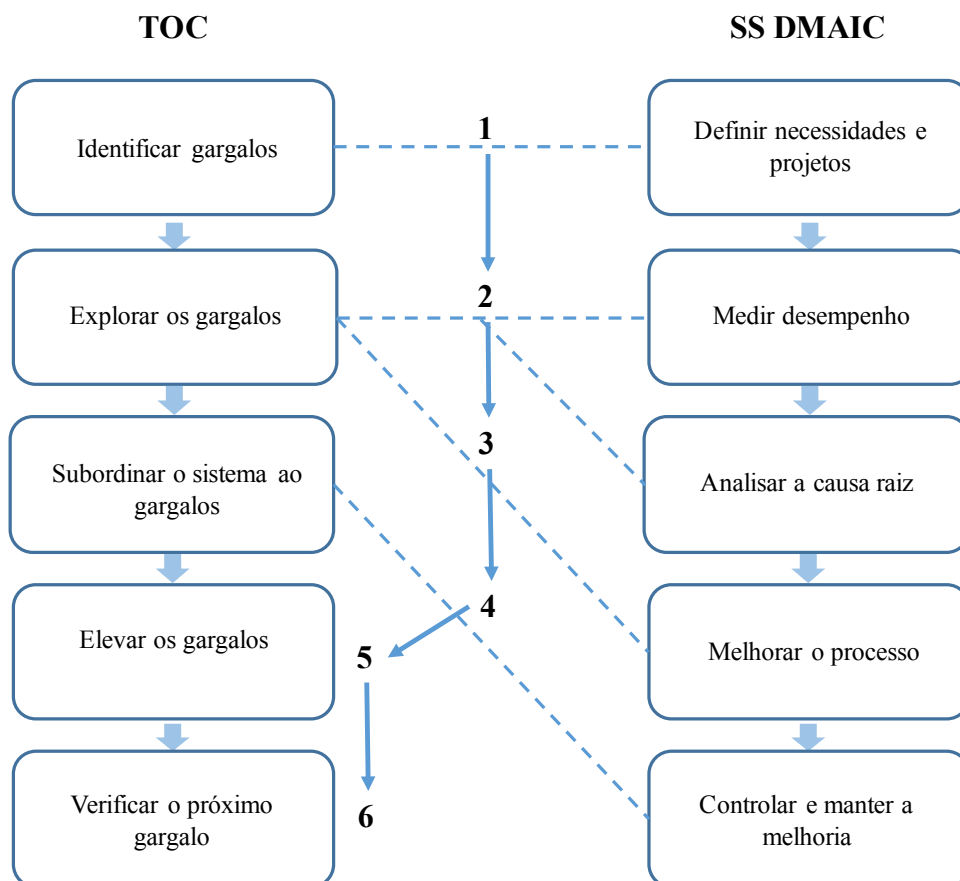 TOC
SS DMAIC
Identificar gargalos
1
Definir necessidades e
projetos
Explorar os gargalos
2
Medir desempenho
Subordinar o sistema ao
gargalos
3
Analisar a causa raiz
Elevar os gargalos
4
5
Melhorar o processo
Verificar o próximo
gargalo
6
Controlar e manter a
melhoria